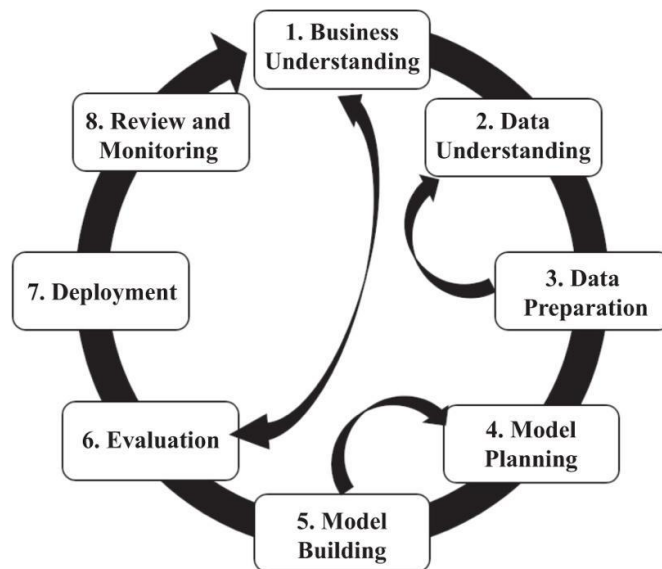 1. Business
Understanding
2. Data
Understanding
3. Data
Preparation
4. Model
Planning
5. Model
Building
6. Evaluation
7. Deployment
8. Review and
Monitoring